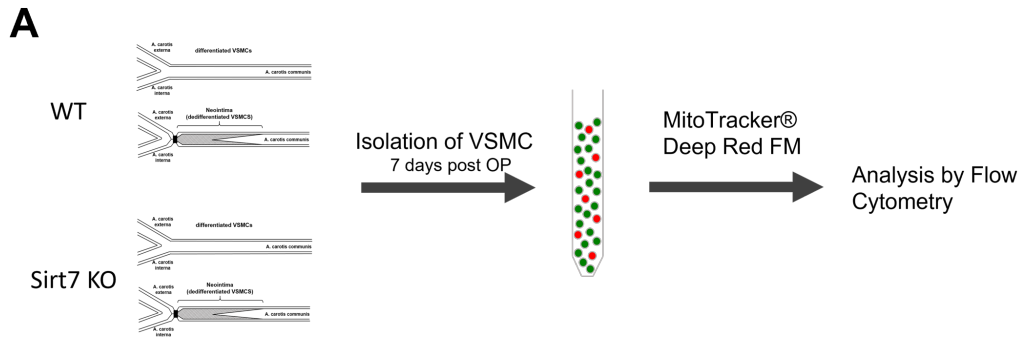 A
WT
A. carotis
externa
differentiated VSMCs
A. carotis communis
A. carotis
interna
Neointima
(dedifferentiated VSMCS)
A. carotis
externa
A. carotis communis
A. carotis
interna
Isolation of VSMC
7 days post OP
MitoTracker®
Deep Red FM
Analysis by Flow
Cytometry
Sirt7 KO
A. carotis
externa
differentiated VSMCs
A. carotis communis
A. carotis
interna
Neointima
(dedifferentiated VSMCS)
A. carotis
externa
A. carotis communis
A. carotis
interna